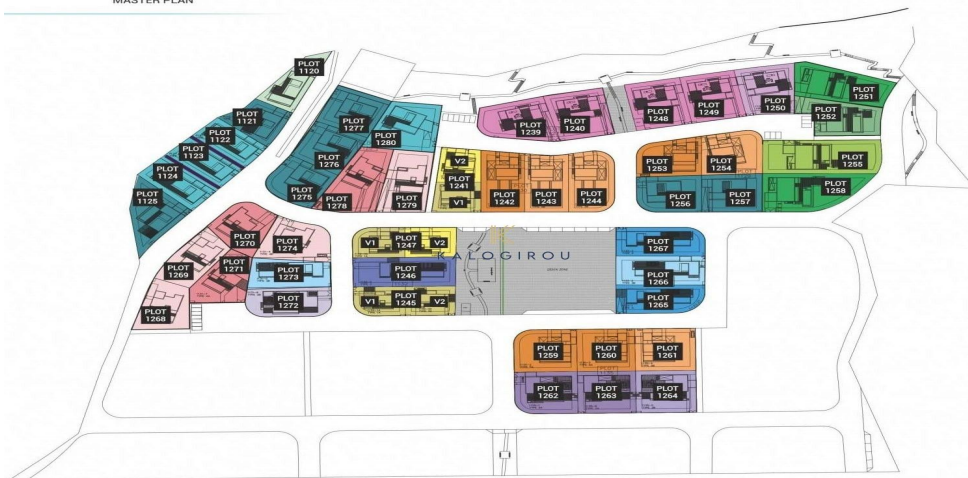 MASTER PLAN
PLOT
1120
PLOT
1121
PLOT
1122
PLOT
1123
PLOT
1124
PLOT
1125
PLOT
1277
PLOT
1280
PLOT
1276
PLOT
1275
PLOT
1278
PLOT
1279
V2
PLOT
1241
V1
PLOT
1242
PLOT
1243
PLOT
1244
PLOT
1239
PLOT
1240
PLOT
1248
PLOT
1249
PLOT
1250
PLOT
1251
PLOT
1252
PLOT
1253
PLOT
1254
PLOT
1255
PLOT
1256
PLOT
1257
PLOT
1258
PLOT
1270
PLOT
1274
PLOT
1269
PLOT
1271
PLOT
1273
PLOT
1272
PLOT
1268
V1
PLOT
1247
V2
PLOT
1246
V1
PLOT
1245
V2
KALOGIROU
PLOT
1267
PLOT
1266
PLOT
1265
PLOT
1259
PLOT
1260
PLOT
1261
PLOT
1262
PLOT
1263
PLOT
1264